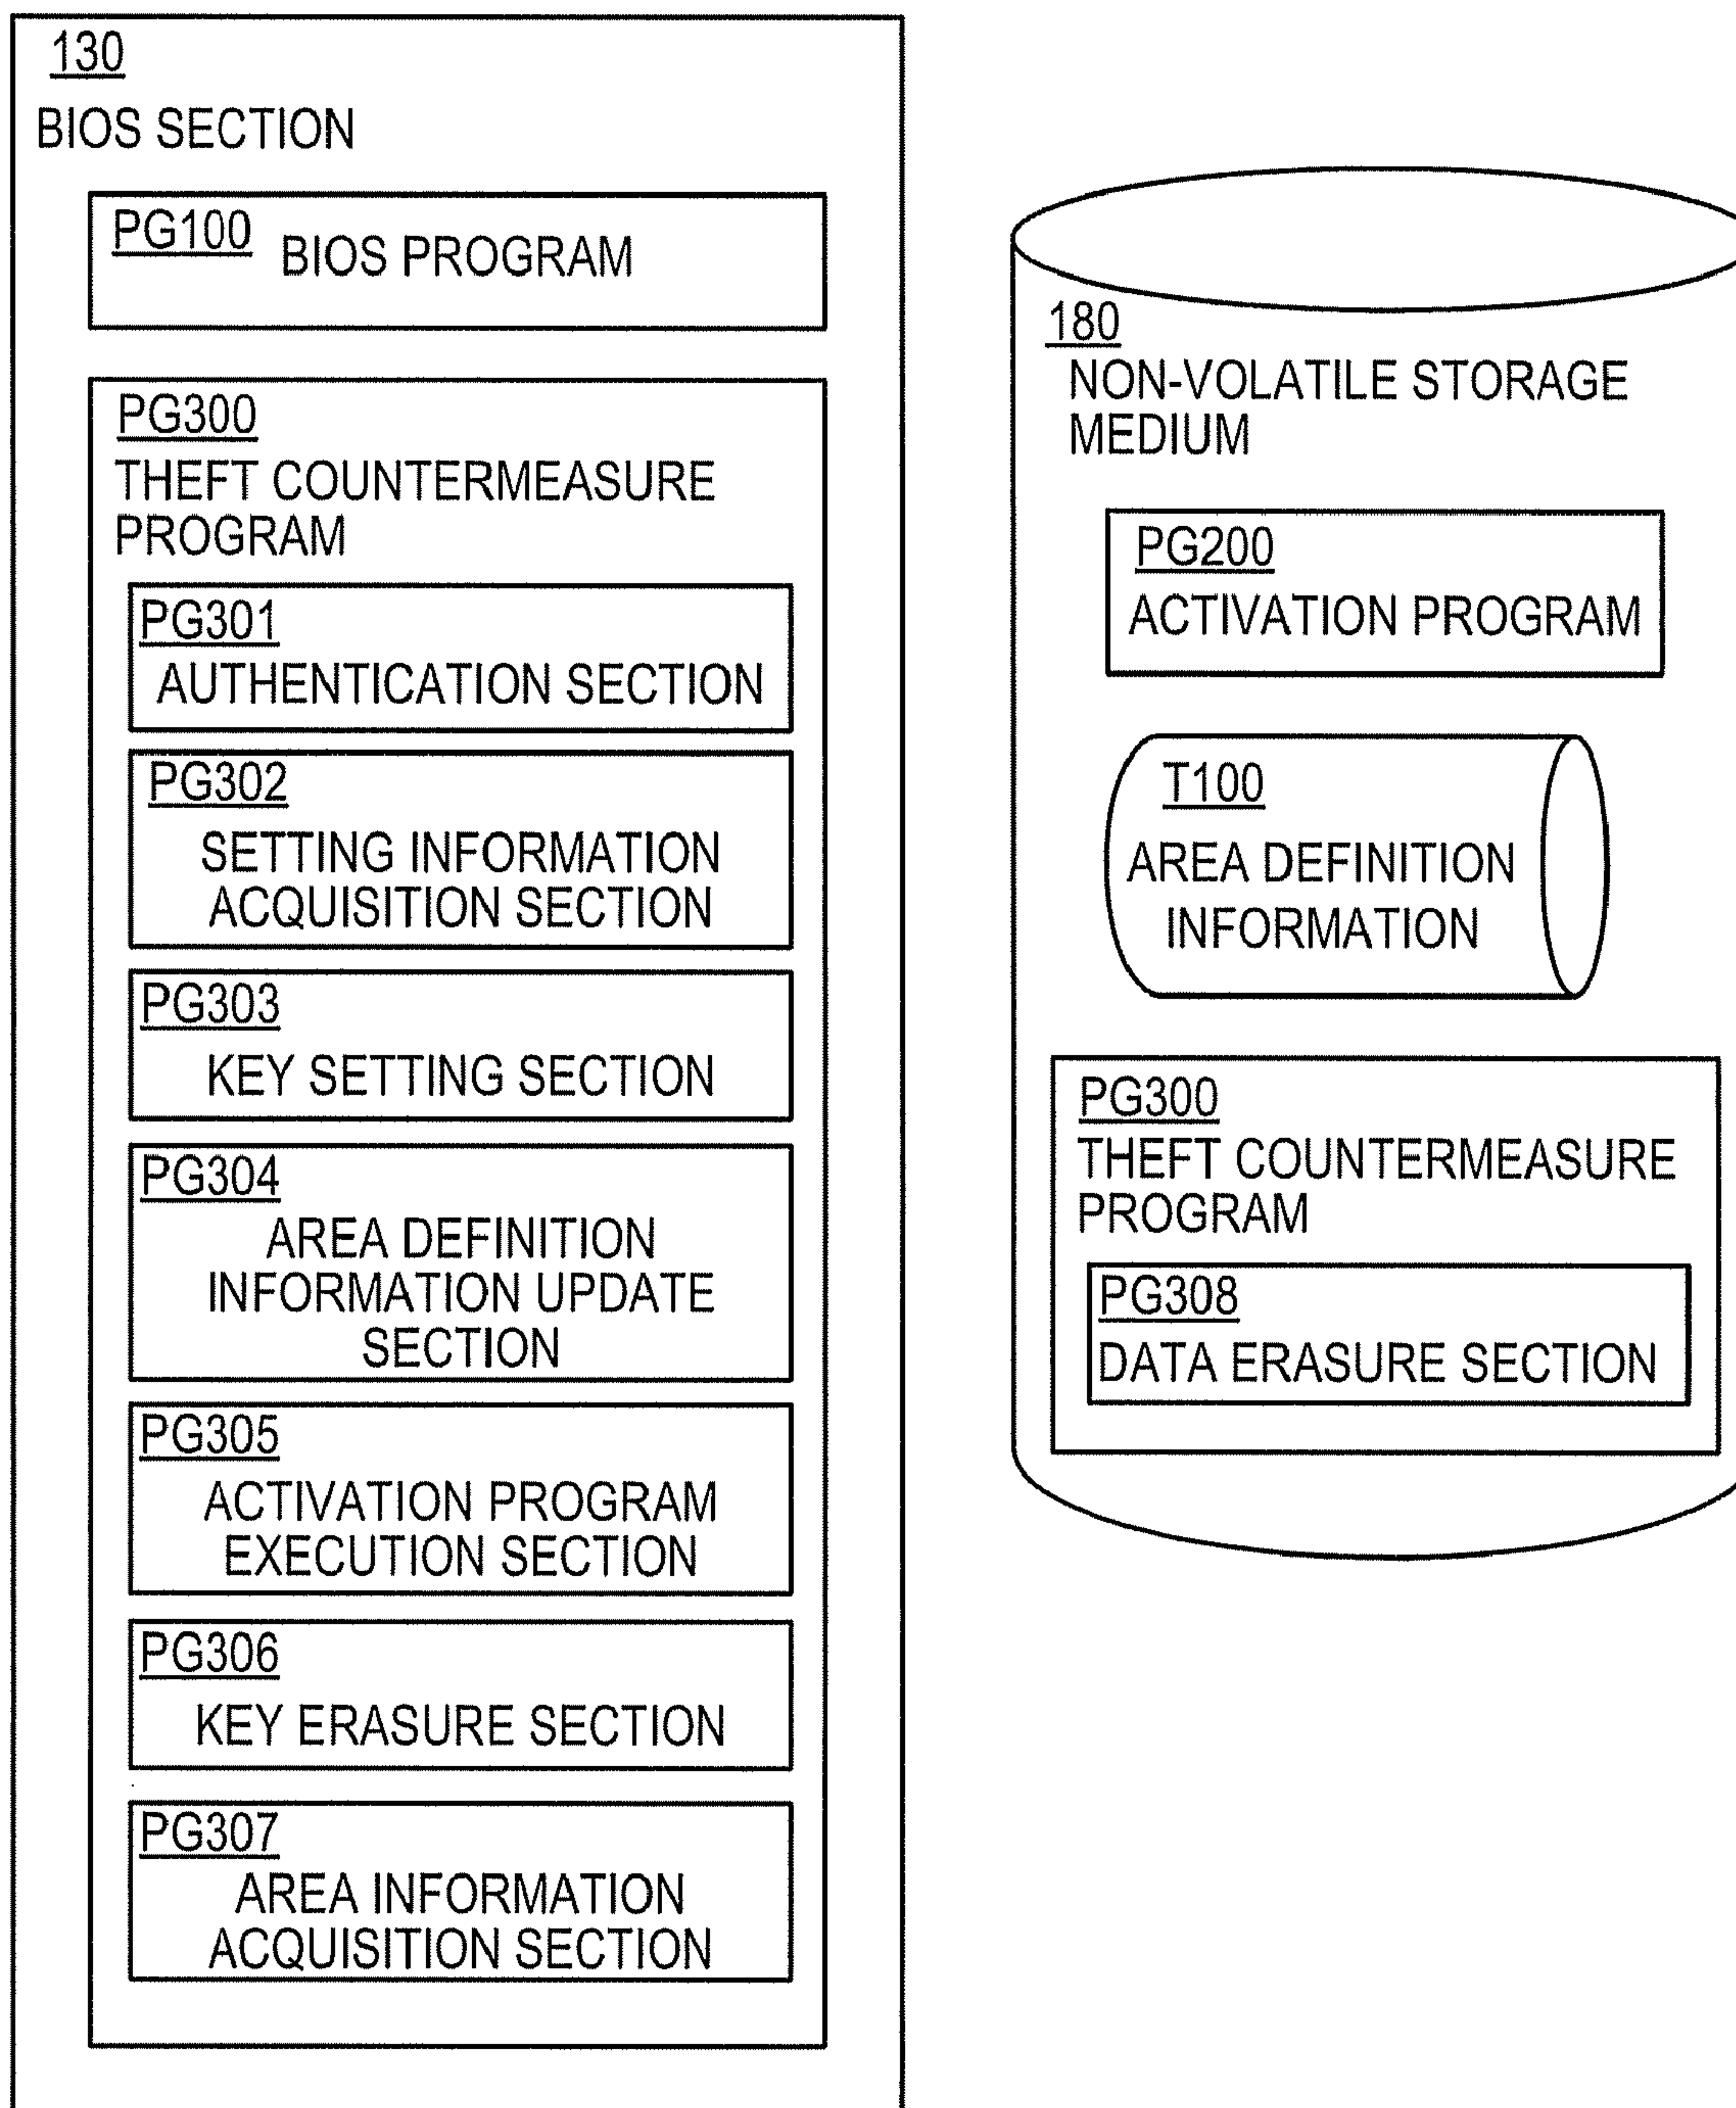 130
BIOS SECTION
PG100
BIOS PROGRAM
PG300
THEFT COUNTERMEASURE
PROGRAM
PG301
AUTHENTICATION SECTION
PG302
SETTING INFORMATION
ACQUISITION SECTION
PG303
KEY SETTING SECTION
PG304
AREA DEFINITION
INFORMATION UPDATE
SECTION
PG305
ACTIVATION PROGRAM
EXECUTION SECTION
PG306
KEY ERASURE SECTION
PG307
AREA INFORMATION
ACQUISITION SECTION
180
NON-VOLATILE STORAGE
MEDIUM
PG200
ACTIVATION PROGRAM
T100
AREA DEFINITION
INFORMATION
PG300
THEFT COUNTERMEASURE
PROGRAM
PG308
DATA ERASURE SECTION